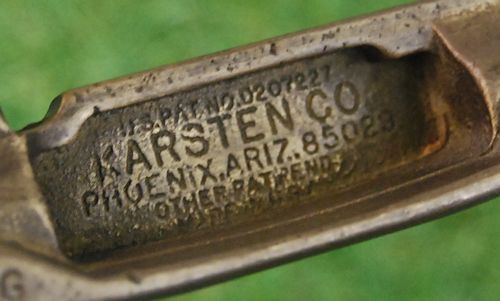 U.S. PAT. NO. D207227
KARSTEN CO.
PHOENIX, ARIZ. 85029
OTHER PAT. PEND.
G